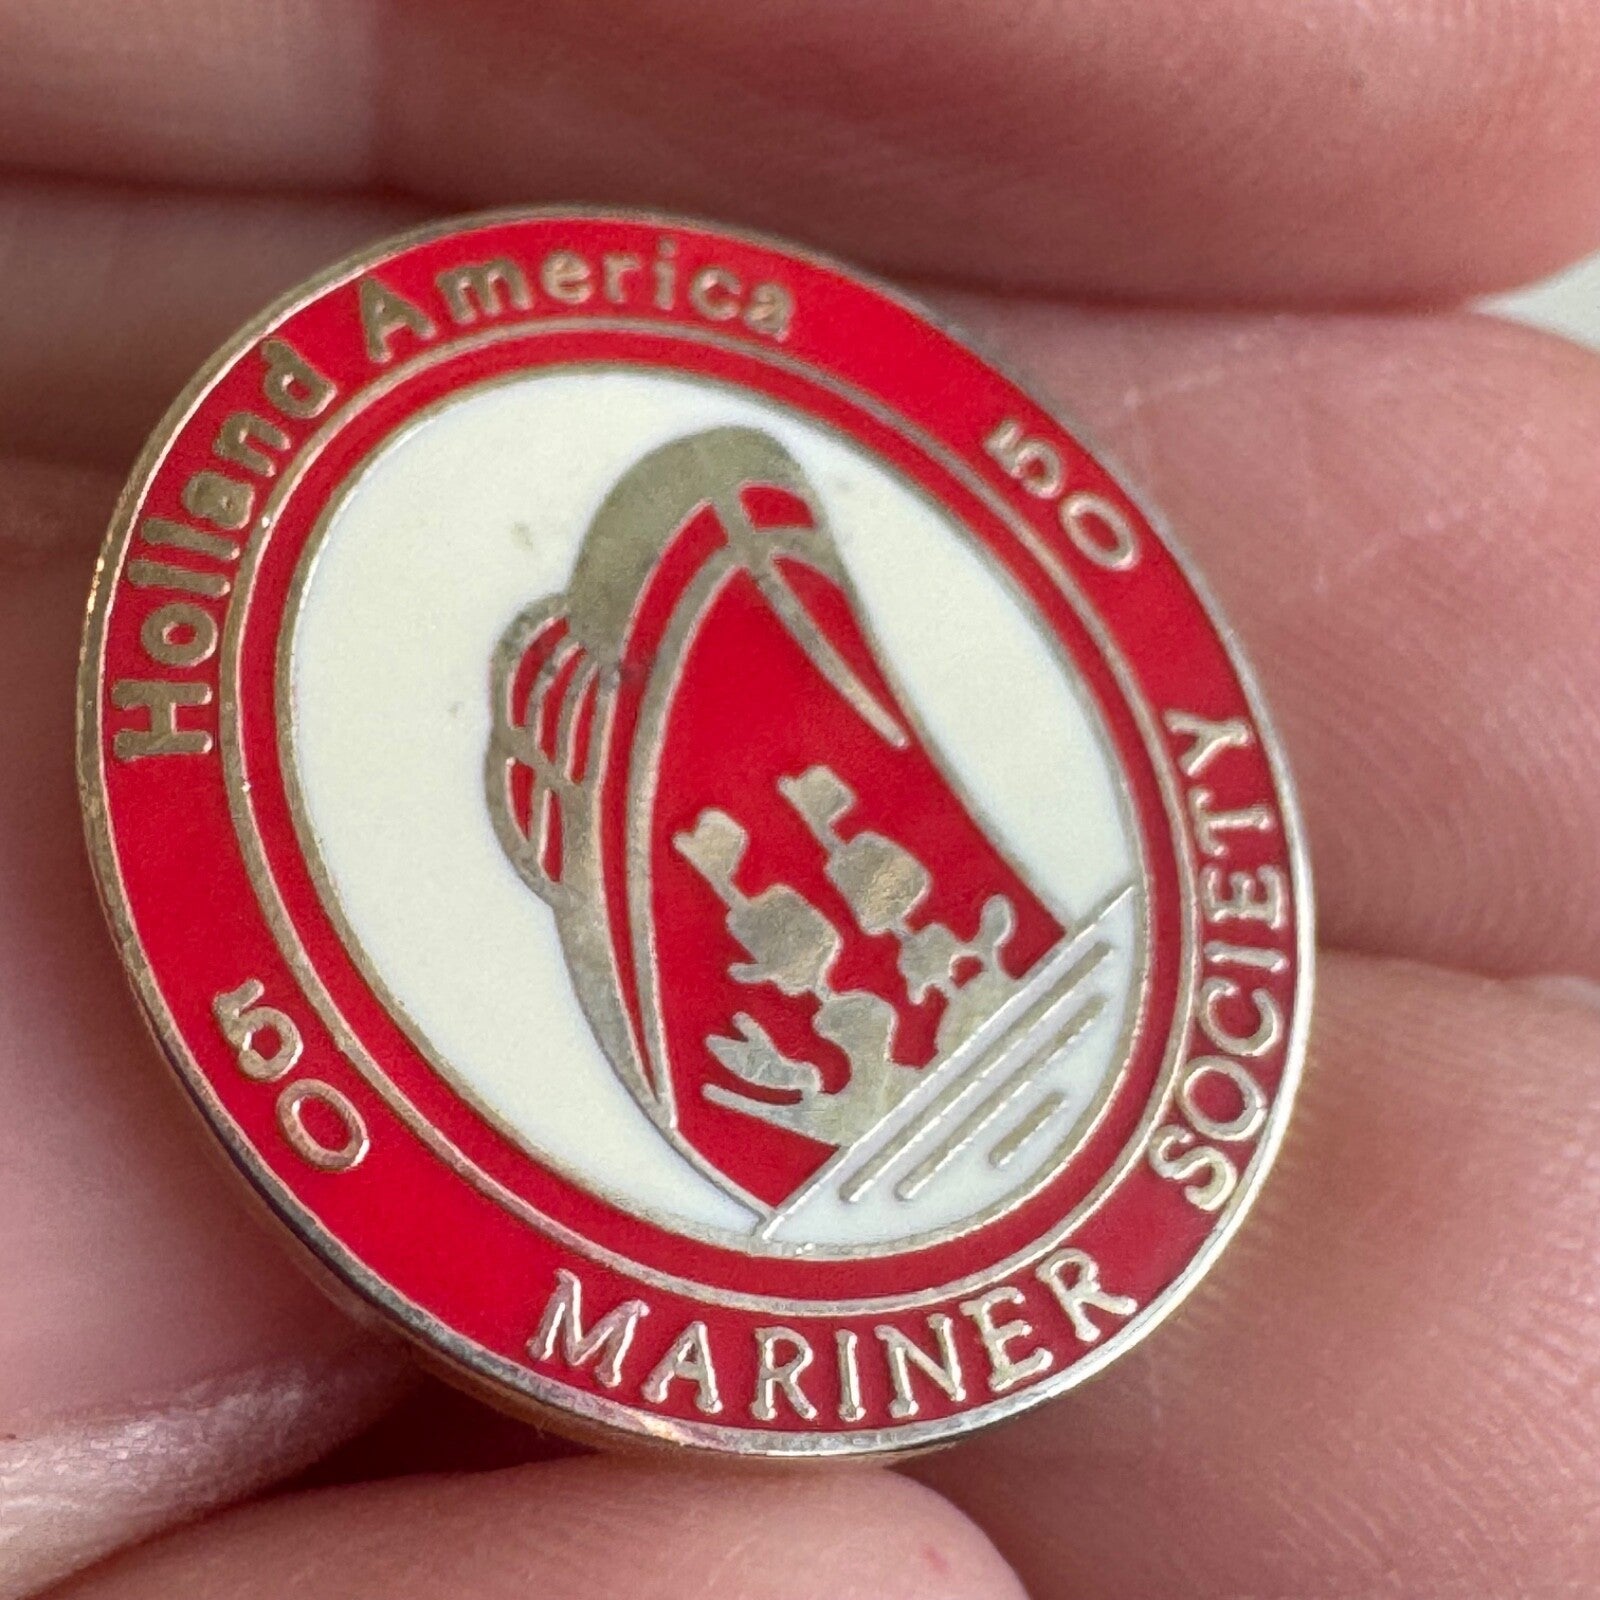 Holland America
50
50
MARINER SOCIETY